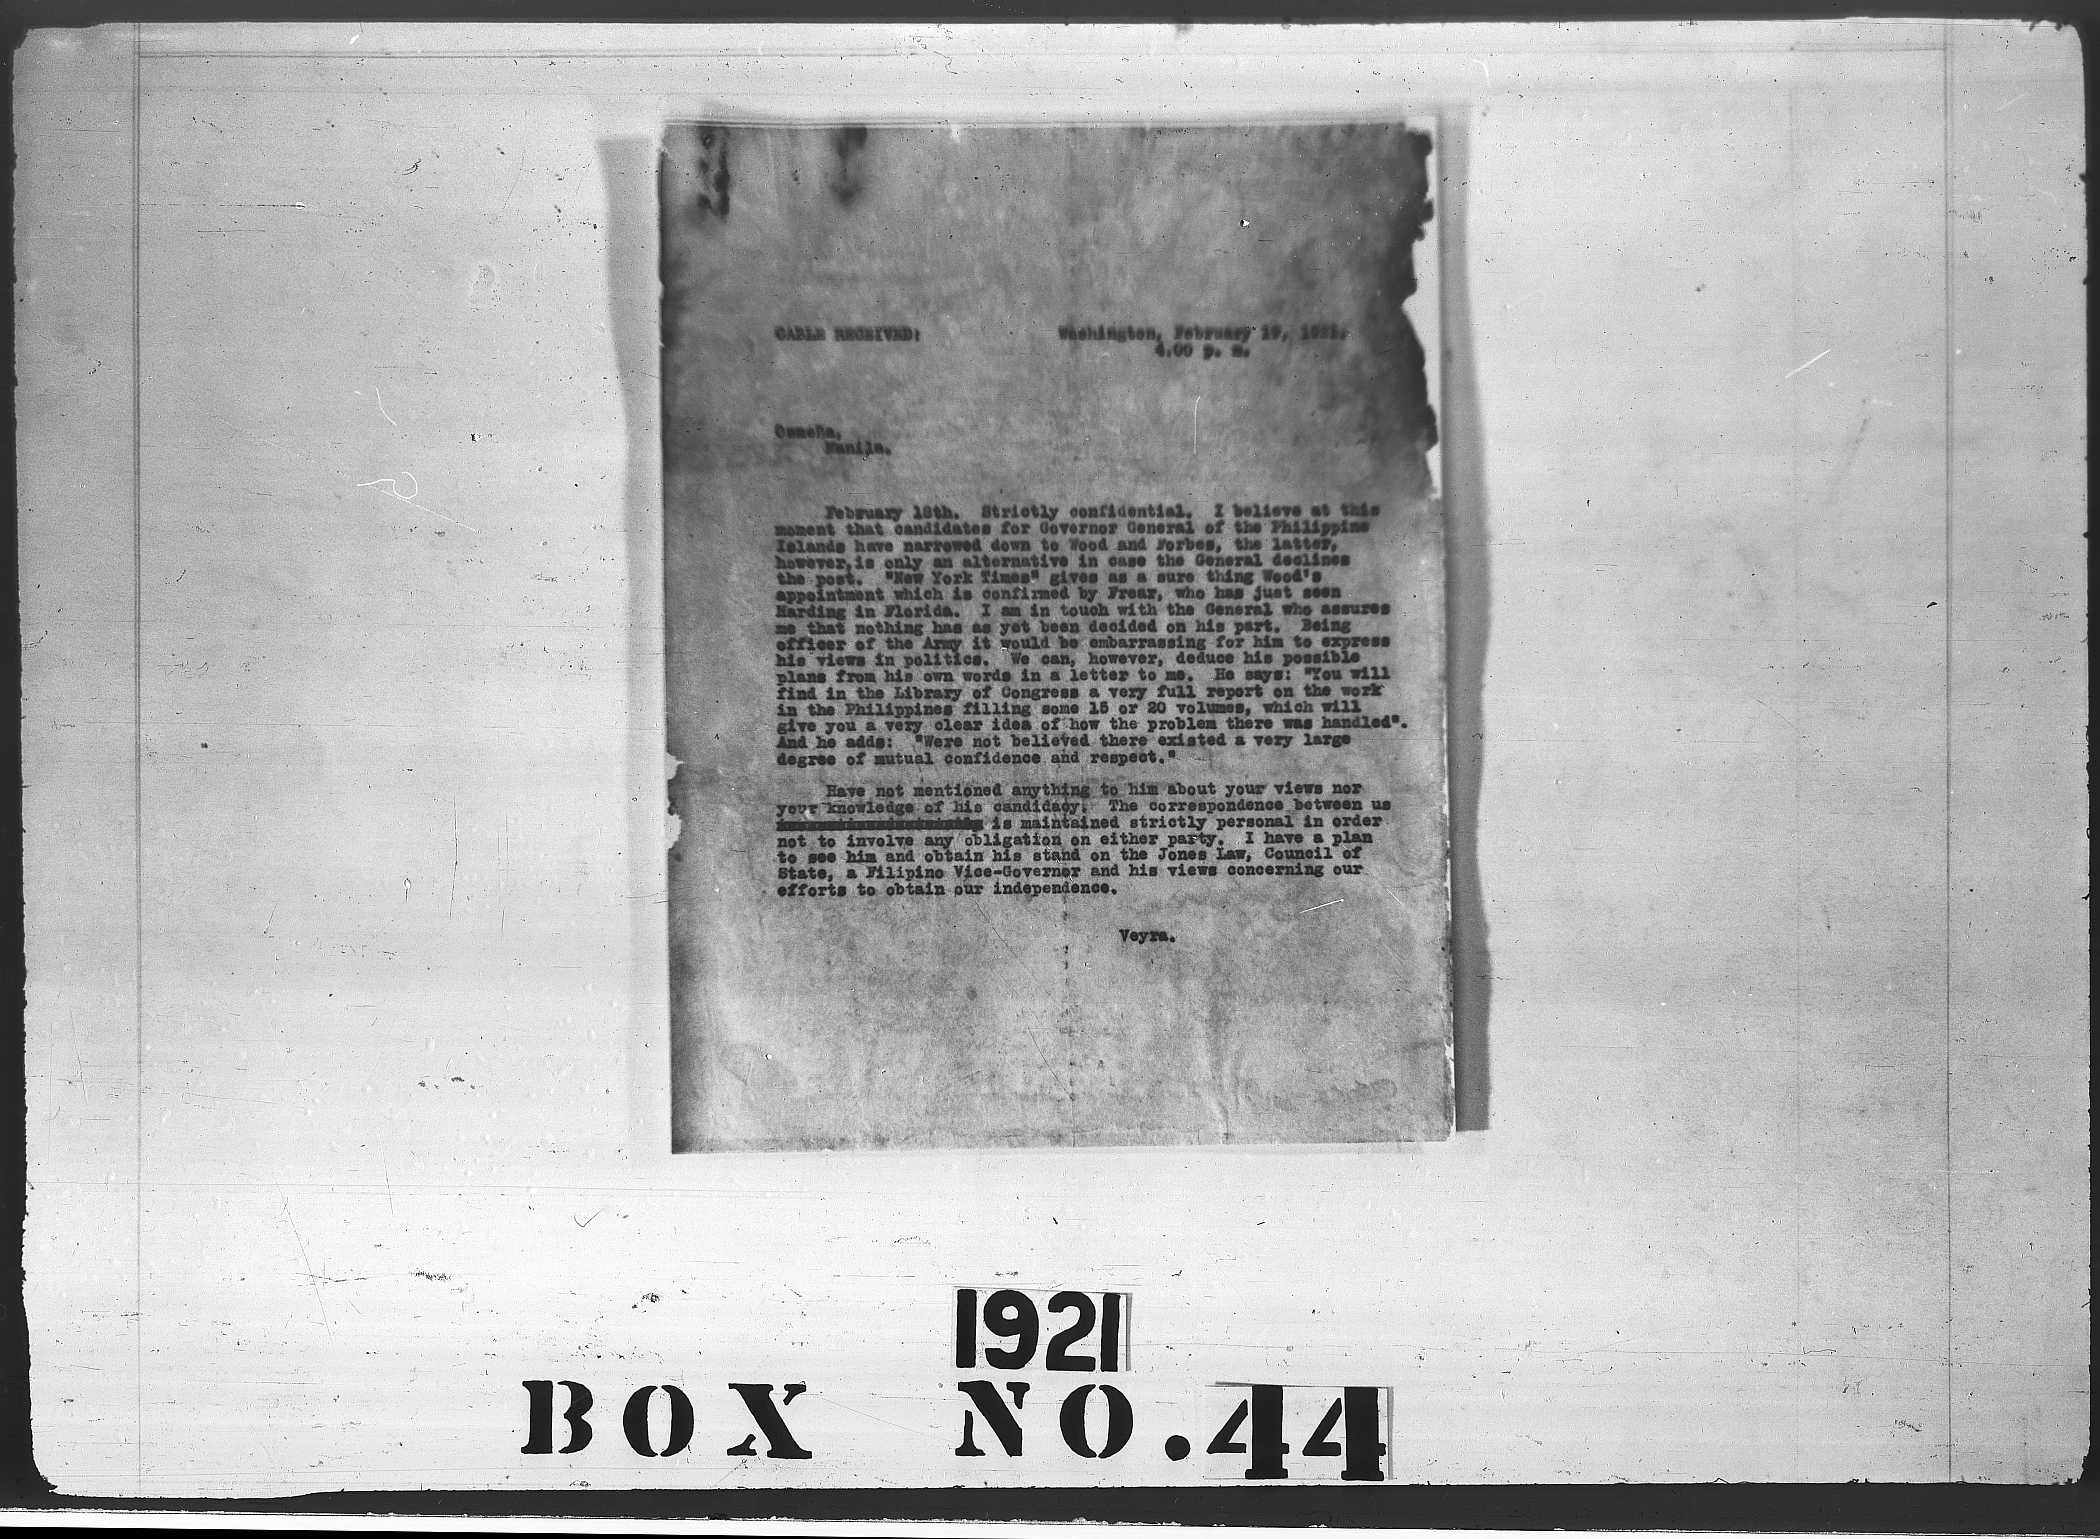 CABLE RECEIVED: Washington, February 19, 1921.
4.00 p. m.
Osmeña,
Manila.
February 18th. Strictly confidential. I believe at this
moment that candidates for Governor General of the Philippine
Islands have narrowed down to Wood and Forbes, the latter,
however, is only an alternative in case the General declines
the post. "New York Times" gives as a sure thing Wood's
appointment which is confirmed by Frear, who has just seen
Harding in Florida. I am in touch with the General who assures
me that nothing has as yet been decided on his part. Being
officer of the Army it would be embarrassing for him to express
his views in politics. We can, however, deduce his possible
plans from his own words in a letter to me. He says: "You will
find in the Library of Congress a very full report on the work
in the Philippines filling some 15 or 20 volumes, which will
give you a very clear idea of how the problem there was handled".
And he adds: "Were not believed there existed a very large
degree of mutual confidence and respect."
Have not mentioned anything to him about your views nor
your knowledge of his candidacy. The correspondence between us
is maintained strictly personal in order
not to involve any obligation on either party. I have a plan
to see him and obtain his stand on the Jones Law, Council of
State, a Filipino Vice-Governor and his views concerning our
efforts to obtain our independence.
Veyra.
1921
BOX NO.44